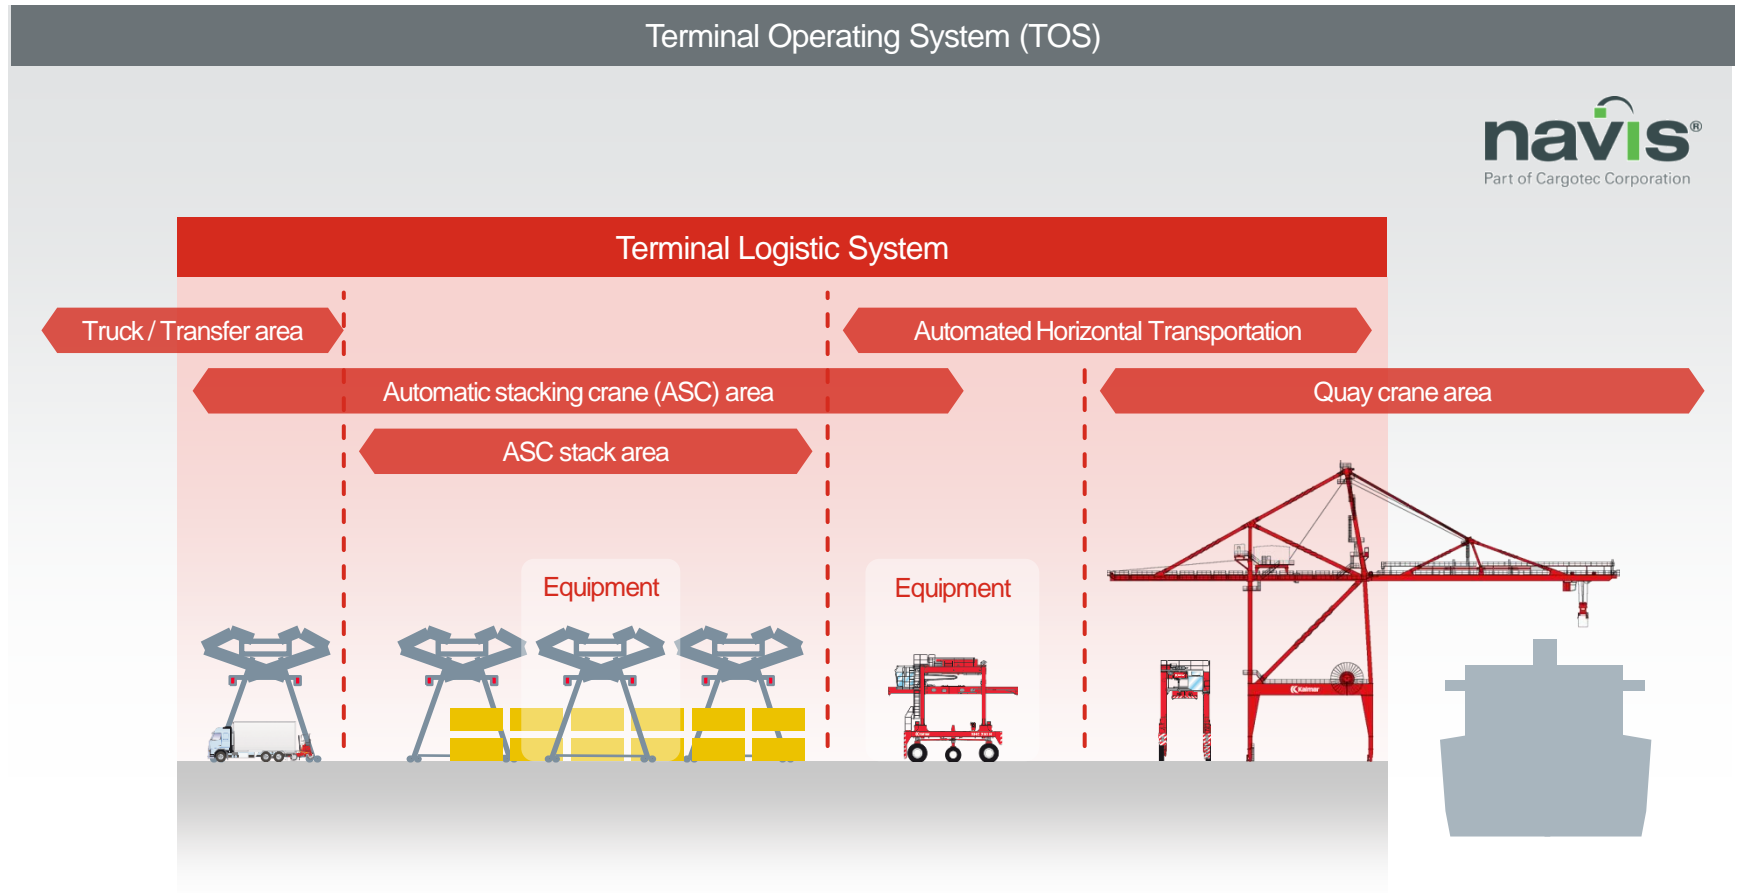 Terminal Operating System (TOS)
navis®
Part of Cargotec Corporation
Terminal Logistic System
Truck / Transfer area
Automated Horizontal Transportation
Automatic stacking crane (ASC) area
Quay crane area
ASC stack area
Equipment
Equipment
Kalmar